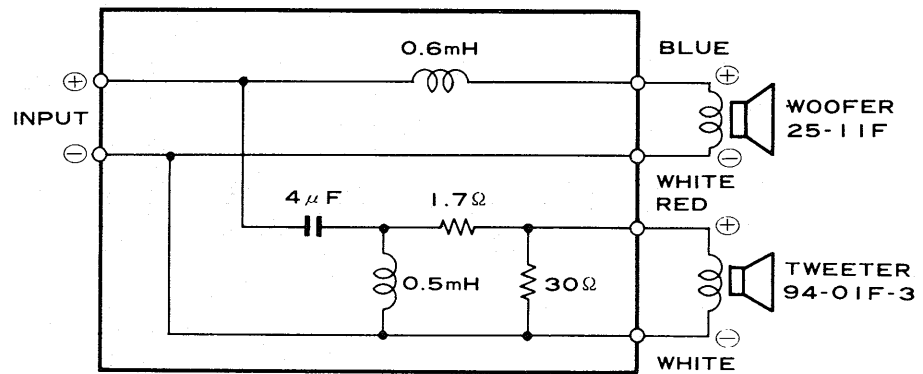 0.6mH
BLUE
⊕
⊕
INPUT
WOOFER
25-11F
⊖
⊖
WHITE
RED
4μF
1.7Ω
⊕
0.5mH
30Ω
TWEETER
94-01F-3
⊖
WHITE